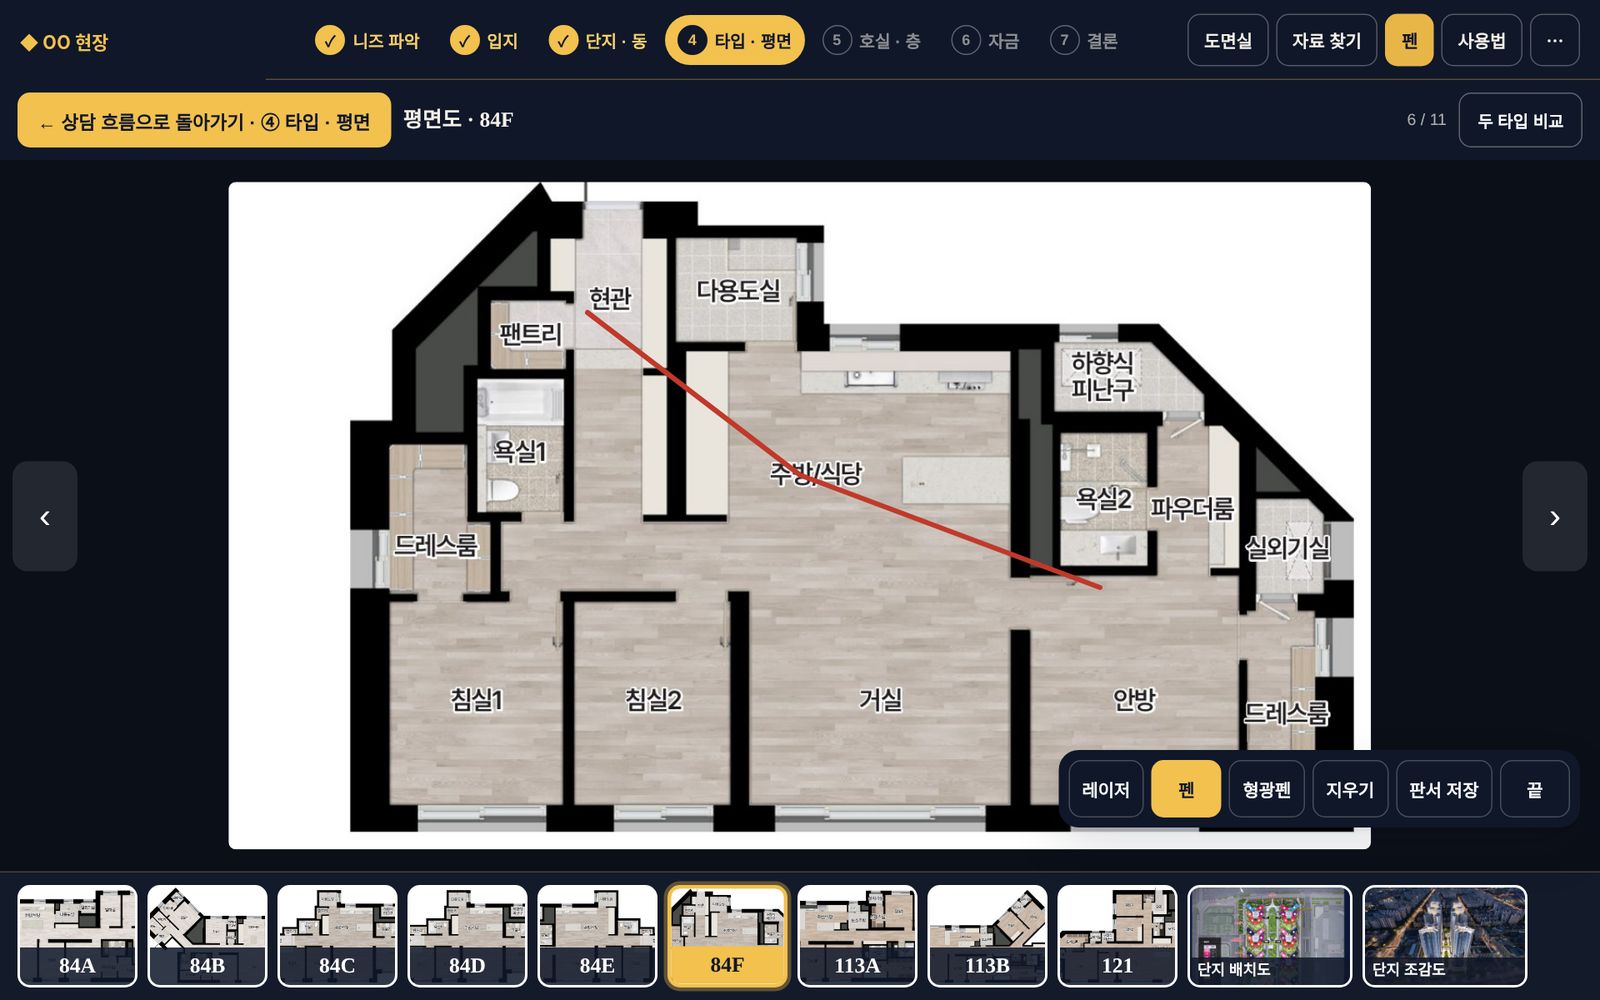 ◆ OO 현장
✓ 니즈 파악 ✓ 입지 ✓ 단지 · 동 4 타입 · 평면 5 호실 · 층 6 자금 7 결론
도면실 자료 찾기 펜 사용법 ···
← 상담 흐름으로 돌아가기 · ④ 타입 · 평면 평면도 · 84F
6 / 11 두 타입 비교
현관
다용도실
팬트리
하향식
피난구
욕실1
주방/식당
욕실2
파우더룸
드레스룸
실외기실
침실1
침실2
거실
안방
드레스룸
‹ ›
레이저 펜 형광펜 지우기 판서 저장 끝
84A 84B 84C 84D 84E 84F 113A 113B 121 단지 배치도 단지 조감도